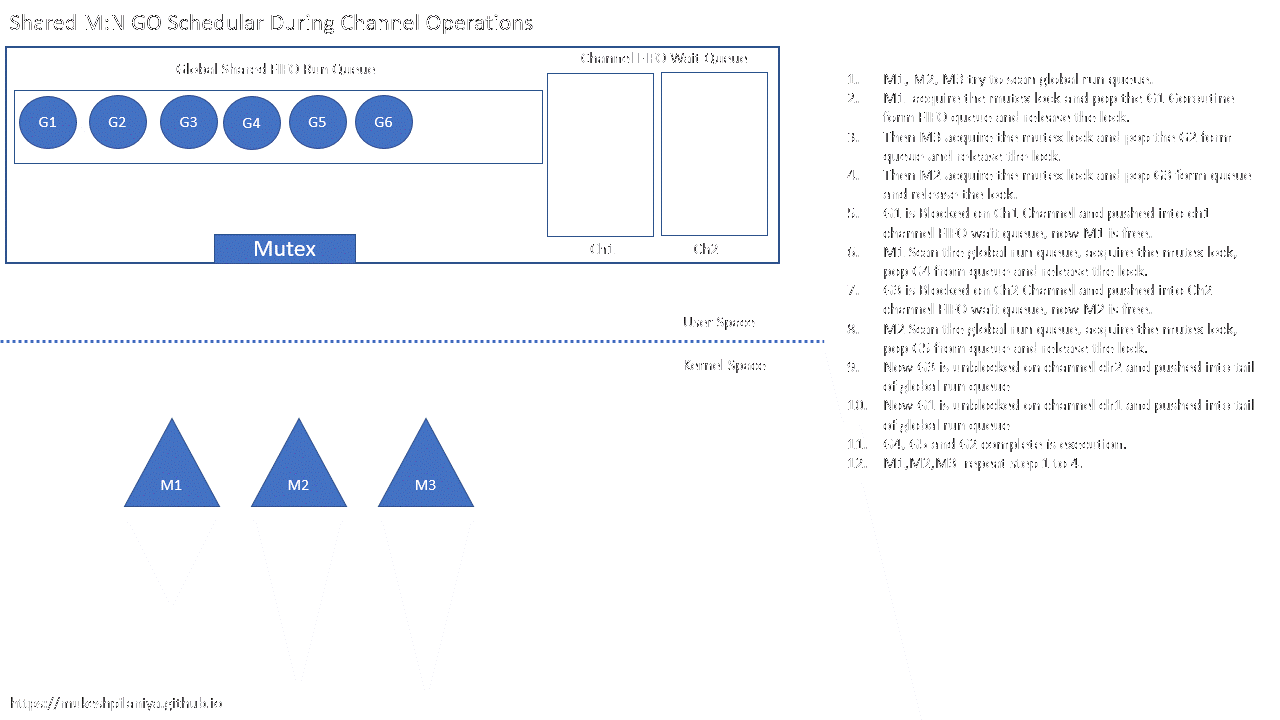 Shared M:N GO Schedular During Channel Operations
Global Shared FIFO Run Queue
Channel FIFO Wait Queue
G1
G2
G3
G4
G5
G6
Mutex
Ch1
Ch2
User Space
Kernel Space
M1
M2
M3
1. M1, M2, M3 try to scan global run queue.
2. M1 acquire the mutex lock and pop the G1 Goroutine
form FIFO queue and release the lock.
3. Then M3 acquire the mutex lock and pop the G2 form
queue and release the lock.
4. Then M2 acquire the mutex lock and pop G3 form queue
and release the lock.
5. G1 is Blocked on Ch1 Channel and pushed into ch1
channel FIFO wait queue, now M1 is free.
6. M1 Scan the global run queue, acquire the mutex lock,
pop G4 from queue and release the lock.
7. G3 is Blocked on Ch2 Channel and pushed into Ch2
channel FIFO wait queue, now M2 is free.
8. M2 Scan the global run queue, acquire the mutex lock,
pop G5 from queue and release the lock.
9. Now G3 is unblocked on channel ch2 and pushed into tail
of global run queue
10. Now G1 is unblocked on channel ch1 and pushed into tail
of global run queue
11. G4, G5 and G2 complete is execution.
12. M1,M2,M3 repeat step 1 to 4.
https://mukeshpilaniya.github.io